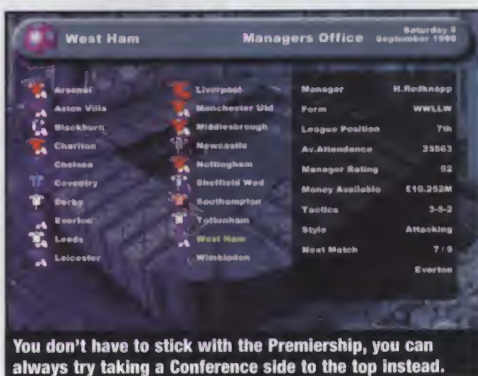 West Ham
Managers Office
Saturday 5
September 1998
Arsenal
Aston Villa
Blackburn
Charlton
Chelsea
Coventry
Derby
Everton
Leeds
Leicester
Liverpool
Manchester Utd
Middlesbrough
Newcastle
Nottingham
Sheffield Wed
Southampton
Tottenham
West Ham
Wimbledon
Manager H.Redknapp
Form WWLLW
League Position 7th
Av.Attendance 23563
Manager Rating 82
Money Available £10.252M
Tactics 3-5-2
Style Attacking
Next Match 7/9
Everton
You don't have to stick with the Premiership, you can
always try taking a Conference side to the top instead.